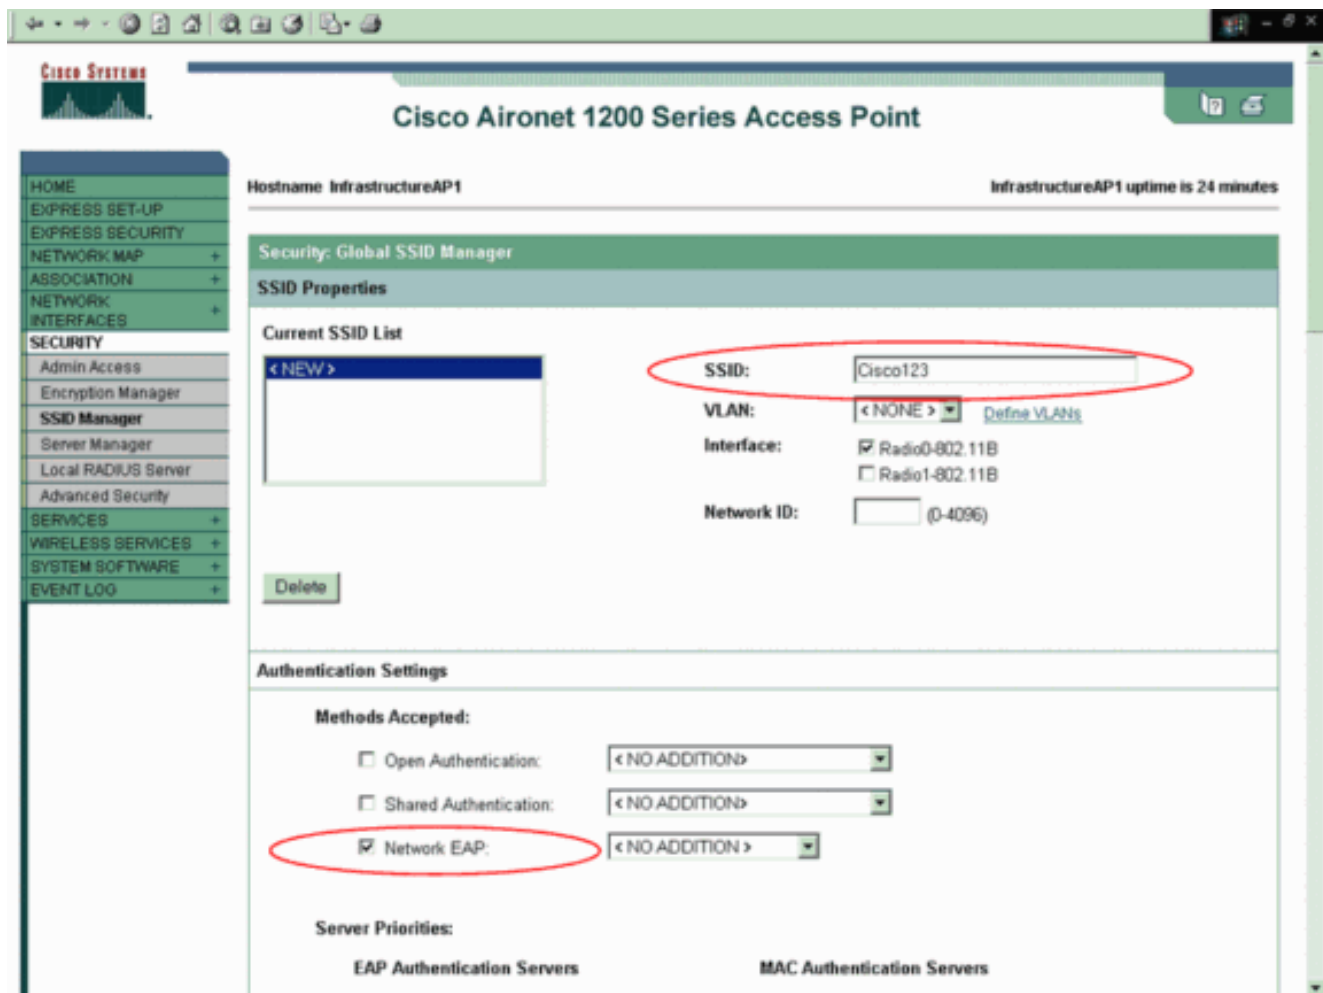 CISCO SYSTEMS
Cisco Aironet 1200 Series Access Point
HOME
EXPRESS SET-UP
EXPRESS SECURITY
NETWORK MAP +
ASSOCIATION +
NETWORK
INTERFACES +
SECURITY
Admin Access
Encryption Manager
SSID Manager
Server Manager
Local RADIUS Server
Advanced Security
SERVICES +
WIRELESS SERVICES +
SYSTEM SOFTWARE +
EVENT LOG +
Hostname InfrastructureAP1
InfrastructureAP1 uptime is 24 minutes
Security: Global SSID Manager
SSID Properties
Current SSID List
< NEW >
SSID: Cisco123
VLAN: < NONE > Define VLANs
Interface: Radio0-802.11B
Radio1-802.11B
Network ID: (0-4096)
Delete
Authentication Settings
Methods Accepted:
Open Authentication: < NO ADDITION>
Shared Authentication: < NO ADDITION>
Network EAP: < NO ADDITION >
Server Priorities:
EAP Authentication Servers MAC Authentication Servers